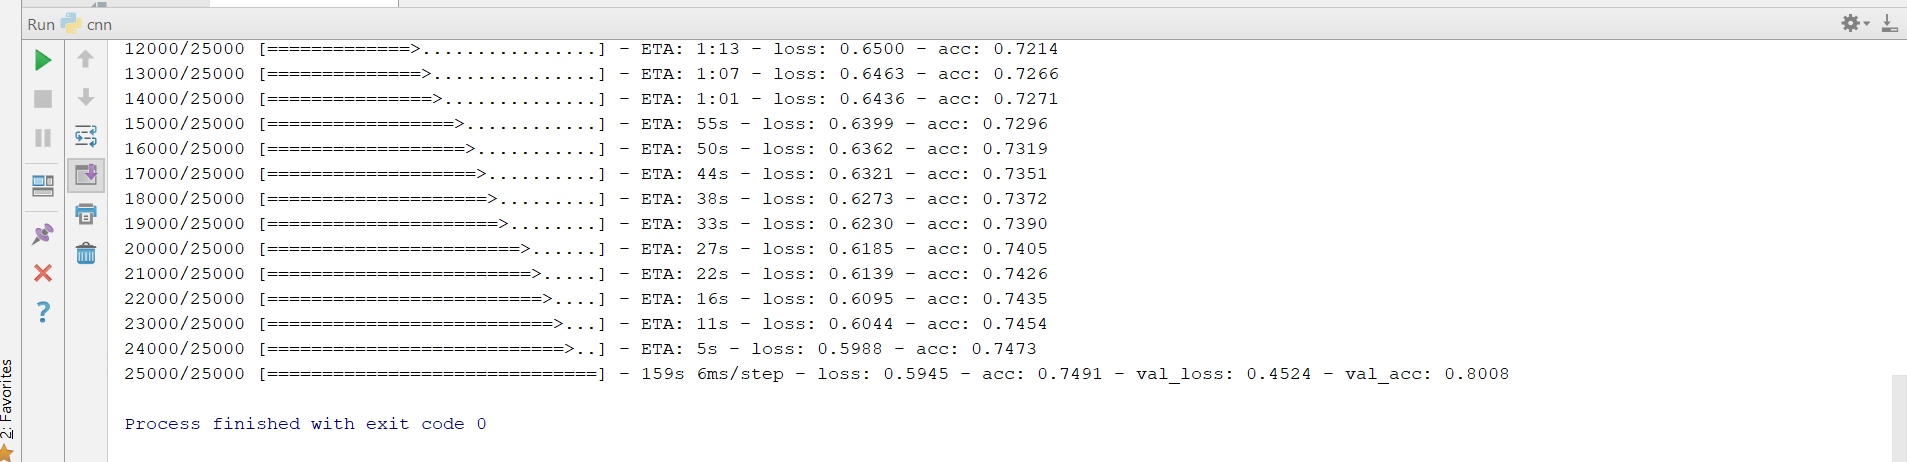 Run cnn
12000/25000 [=============>................] - ETA: 1:13 - loss: 0.6500 - acc: 0.7214
13000/25000 [==============>...............] - ETA: 1:07 - loss: 0.6463 - acc: 0.7266
14000/25000 [===============>..............] - ETA: 1:01 - loss: 0.6436 - acc: 0.7271
15000/25000 [=================>............] - ETA: 55s - loss: 0.6399 - acc: 0.7296
16000/25000 [==================>...........] - ETA: 50s - loss: 0.6362 - acc: 0.7319
17000/25000 [===================>..........] - ETA: 44s - loss: 0.6321 - acc: 0.7351
18000/25000 [====================>.........] - ETA: 38s - loss: 0.6273 - acc: 0.7372
19000/25000 [=====================>........] - ETA: 33s - loss: 0.6230 - acc: 0.7390
20000/25000 [=======================>......] - ETA: 27s - loss: 0.6185 - acc: 0.7405
21000/25000 [========================>.....] - ETA: 22s - loss: 0.6139 - acc: 0.7426
22000/25000 [=========================>....] - ETA: 16s - loss: 0.6095 - acc: 0.7435
23000/25000 [==========================>...] - ETA: 11s - loss: 0.6044 - acc: 0.7454
24000/25000 [===========================>..] - ETA: 5s - loss: 0.5988 - acc: 0.7473
25000/25000 [==============================] - 159s 6ms/step - loss: 0.5945 - acc: 0.7491 - val_loss: 0.4524 - val_acc: 0.8008
Process finished with exit code 0
2: Favorites